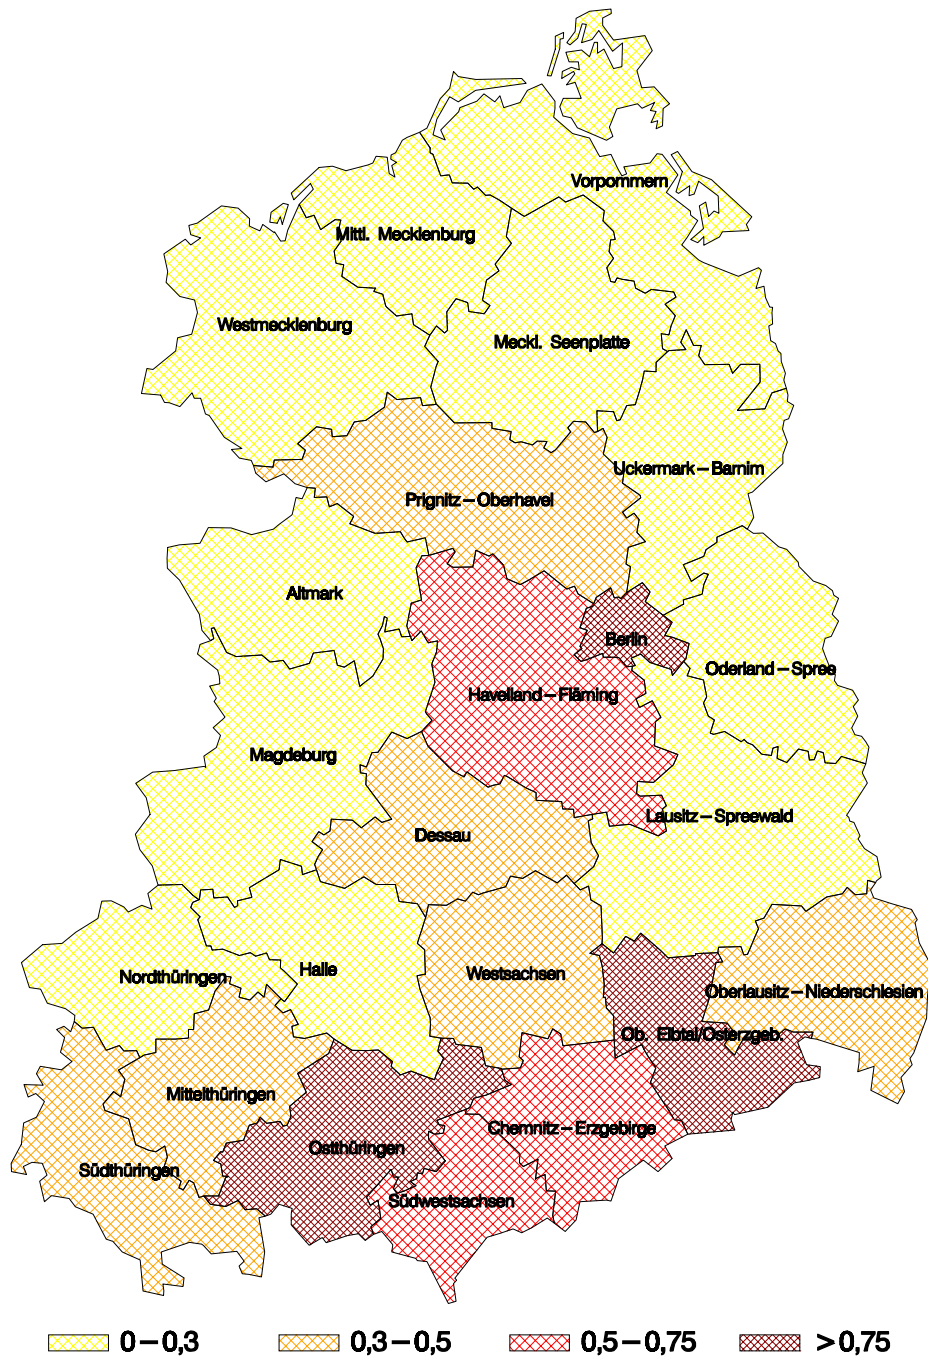 Vorpommern
Mittl. Mecklenburg
Westmecklenburg
Meckl. Seenplatte
Uckermark – Barnim
Prignitz – Oberhavel
Altmark
Berlin
Oderland – Spree
Havelland – Fläming
Magdeburg
Lausitz – Spreewald
Dessau
Halle
Westsachsen
Nordthüringen
Oberlausitz – Niederschlesien
Ob. Elbtal/Osterzgeb.
Mittelthüringen
Chemnitz – Erzgebirge
Ostthüringen
Südthüringen
Südwestsachsen
0 – 0,3 0,3 – 0,5 0,5 – 0,75 > 0,75